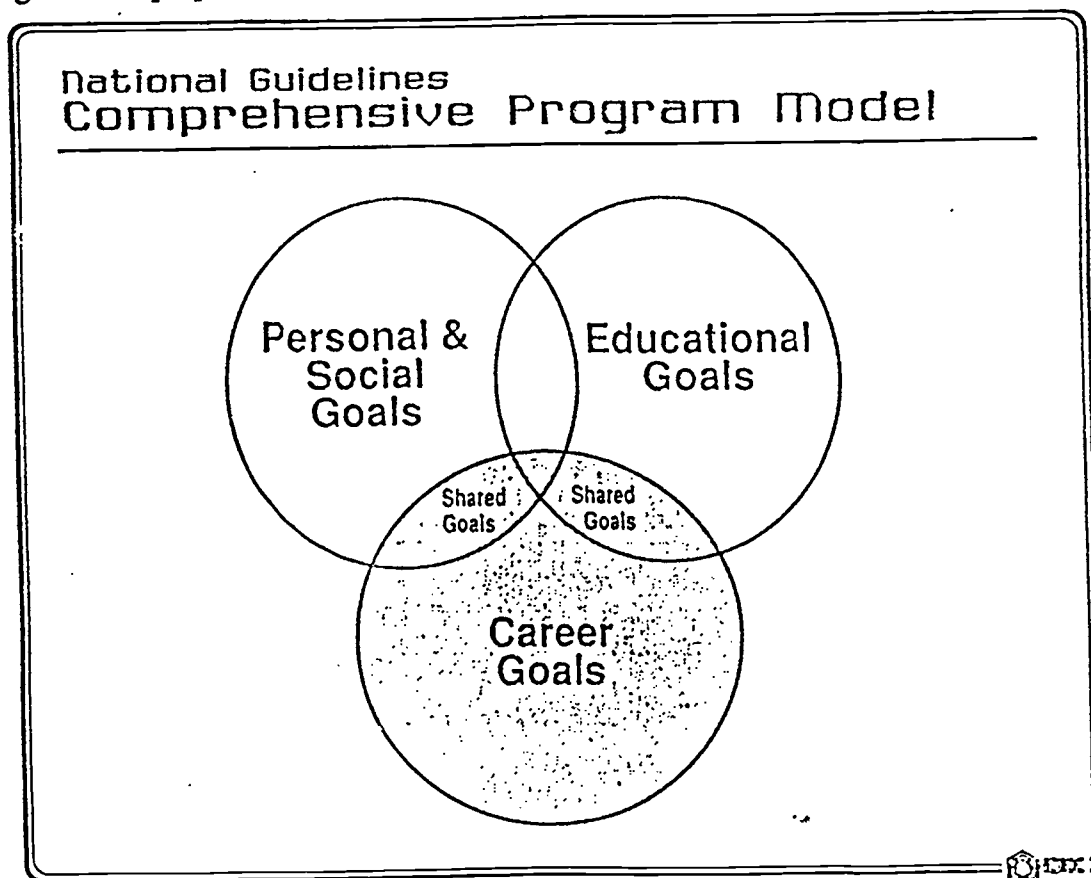 National Guidelines
Comprehensive Program Model
Personal &
Social
Goals
Educational
Goals
Shared
Goals
Shared
Goals
Career
Goals